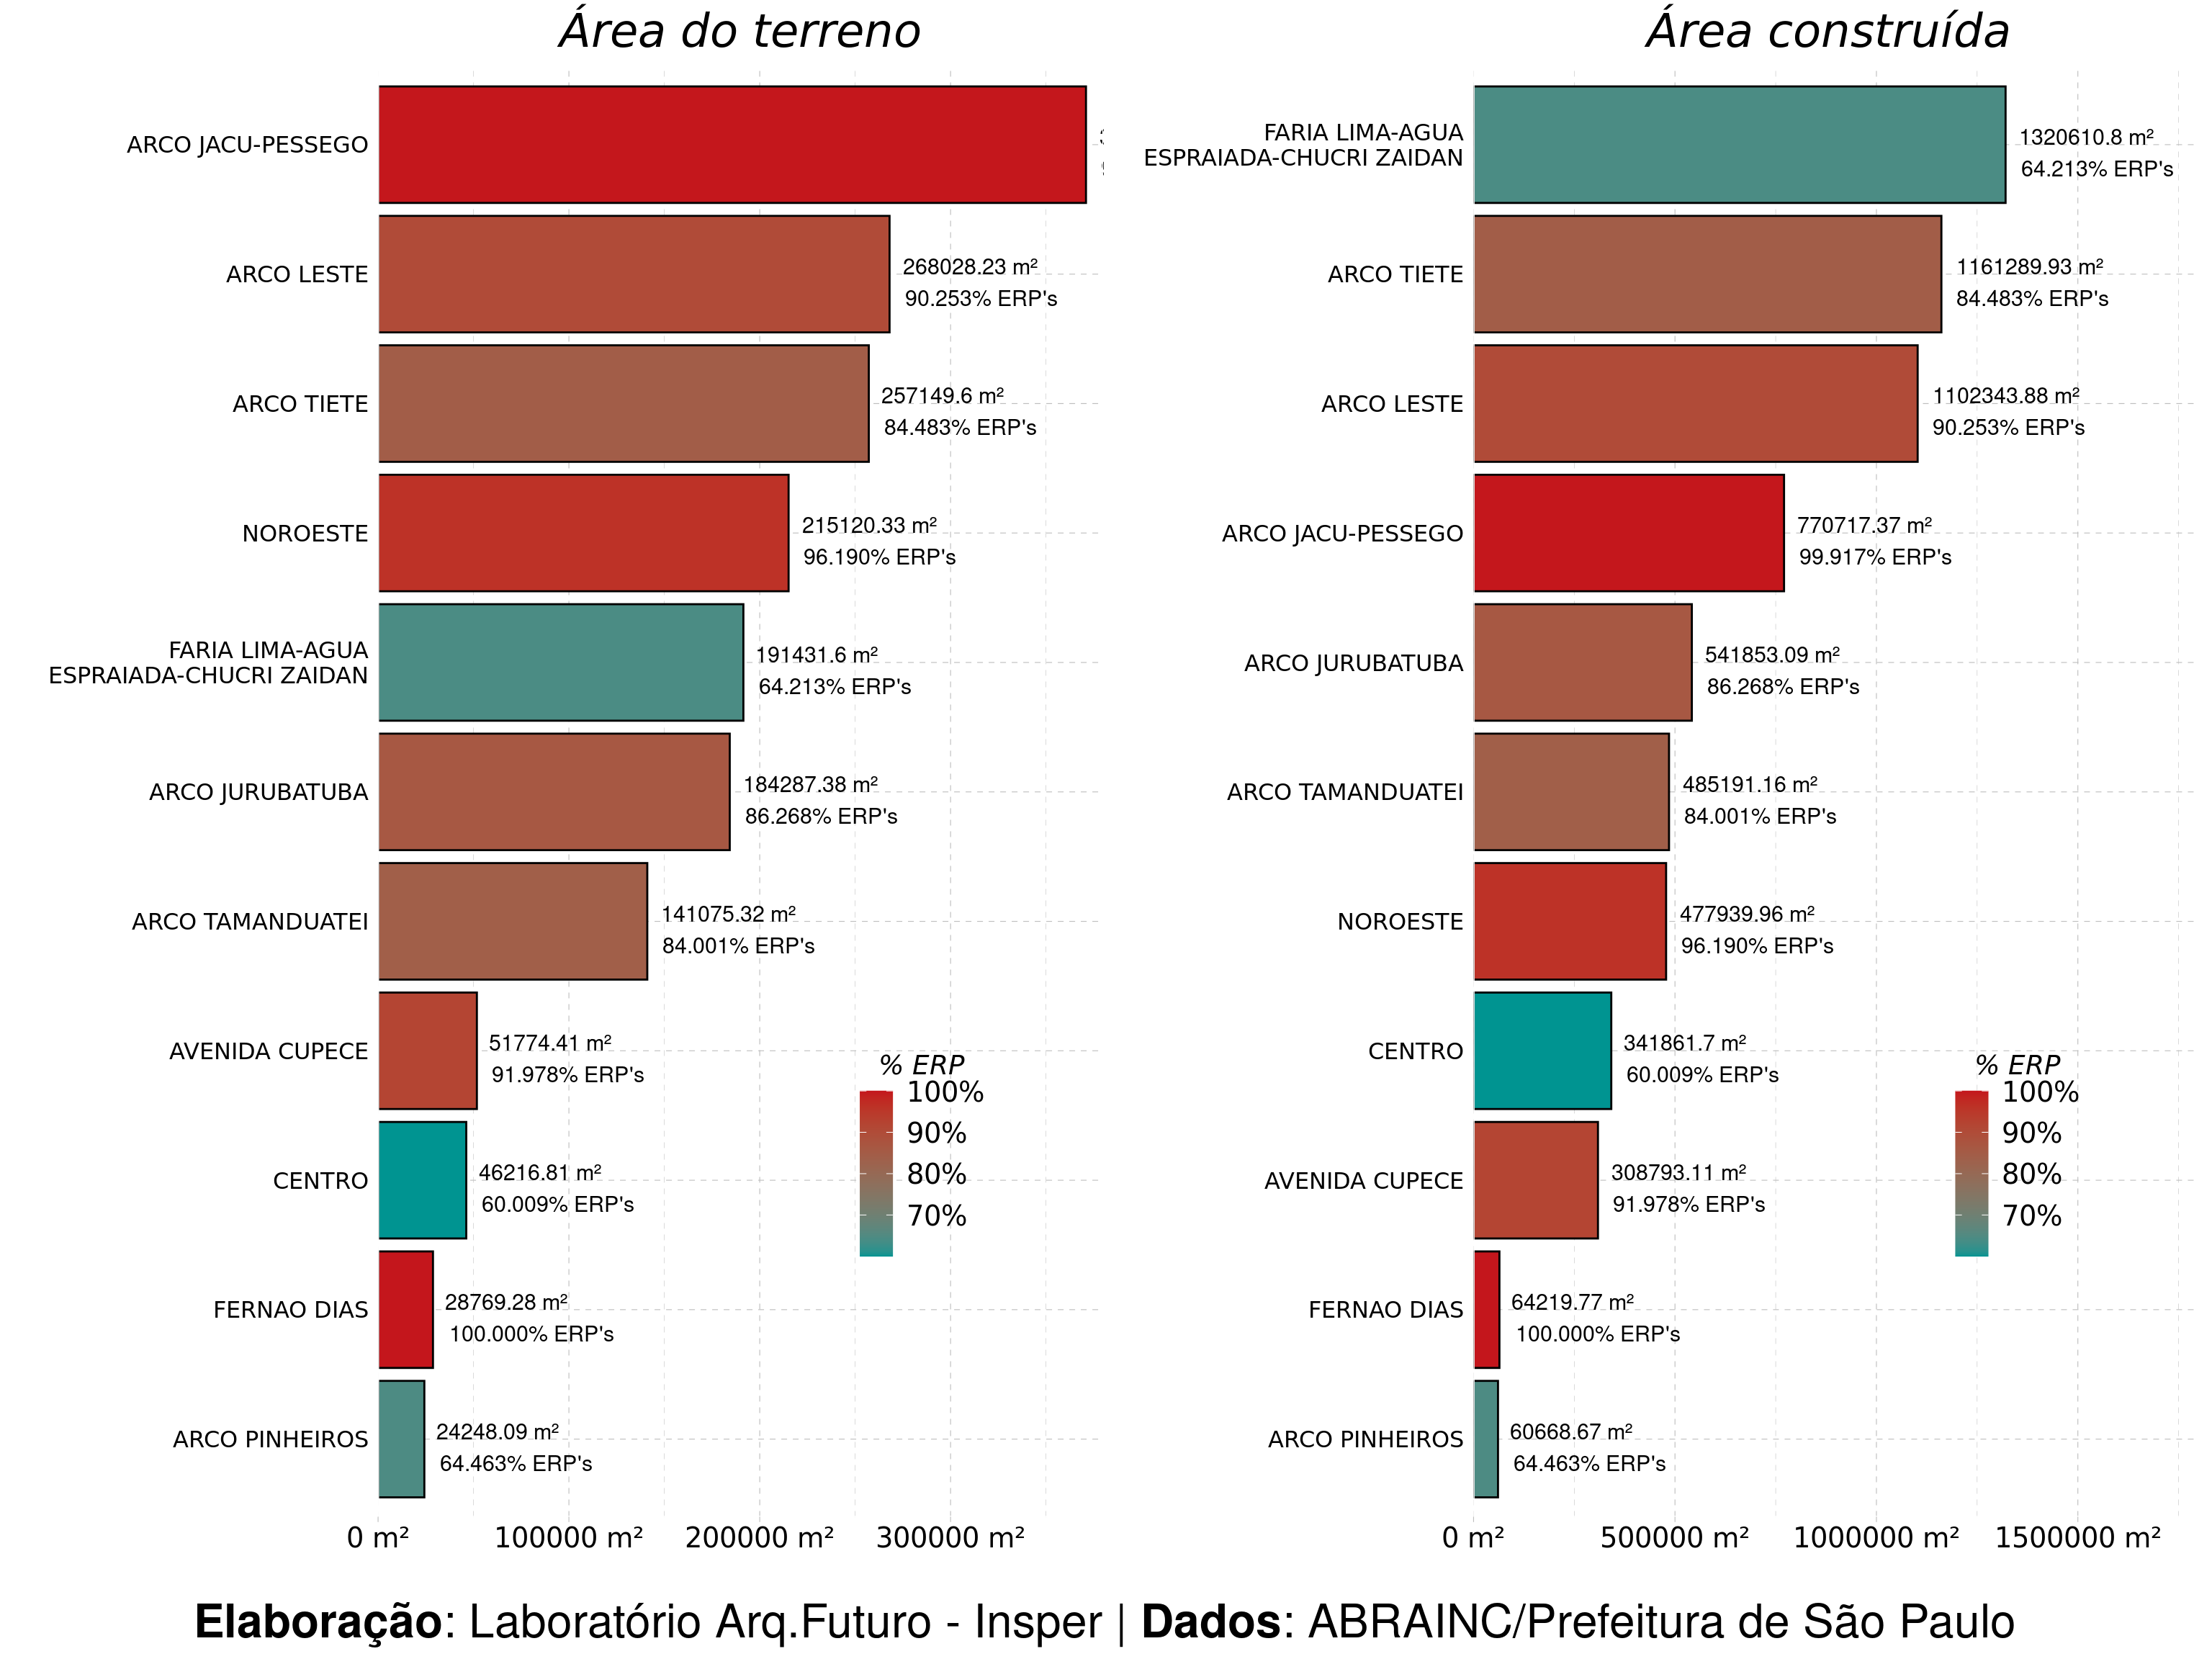 Área do terreno
ARCO JACU-PESSEGO
ARCO LESTE
268028.23 m²
90.253% ERP's
ARCO TIETE
257149.6 m²
84.483% ERP's
NOROESTE
215120.33 m²
96.190% ERP's
FARIA LIMA-AGUA
ESPRAIADA-CHUCRI ZAIDAN
191431.6 m²
64.213% ERP's
ARCO JURUBATUBA
184287.38 m²
86.268% ERP's
ARCO TAMANDUATEI
141075.32 m²
84.001% ERP's
AVENIDA CUPECE
51774.41 m²
91.978% ERP's
CENTRO
46216.81 m²
60.009% ERP's
FERNAO DIAS
28769.28 m²
100.000% ERP's
ARCO PINHEIROS
24248.09 m²
64.463% ERP's
% ERP
100%
90%
80%
70%
0 m² 100000 m² 200000 m² 300000 m²
Área construída
FARIA LIMA-AGUA
ESPRAIADA-CHUCRI ZAIDAN
1320610.8 m²
64.213% ERP's
ARCO TIETE
1161289.93 m²
84.483% ERP's
ARCO LESTE
1102343.88 m²
90.253% ERP's
ARCO JACU-PESSEGO
770717.37 m²
99.917% ERP's
ARCO JURUBATUBA
541853.09 m²
86.268% ERP's
ARCO TAMANDUATEI
485191.16 m²
84.001% ERP's
NOROESTE
477939.96 m²
96.190% ERP's
CENTRO
341861.7 m²
60.009% ERP's
AVENIDA CUPECE
308793.11 m²
91.978% ERP's
FERNAO DIAS
64219.77 m²
100.000% ERP's
ARCO PINHEIROS
60668.67 m²
64.463% ERP's
% ERP
100%
90%
80%
70%
0 m² 500000 m² 1000000 m² 1500000 m²
Elaboração: Laboratório Arq.Futuro - Insper | Dados: ABRAINC/Prefeitura de São Paulo